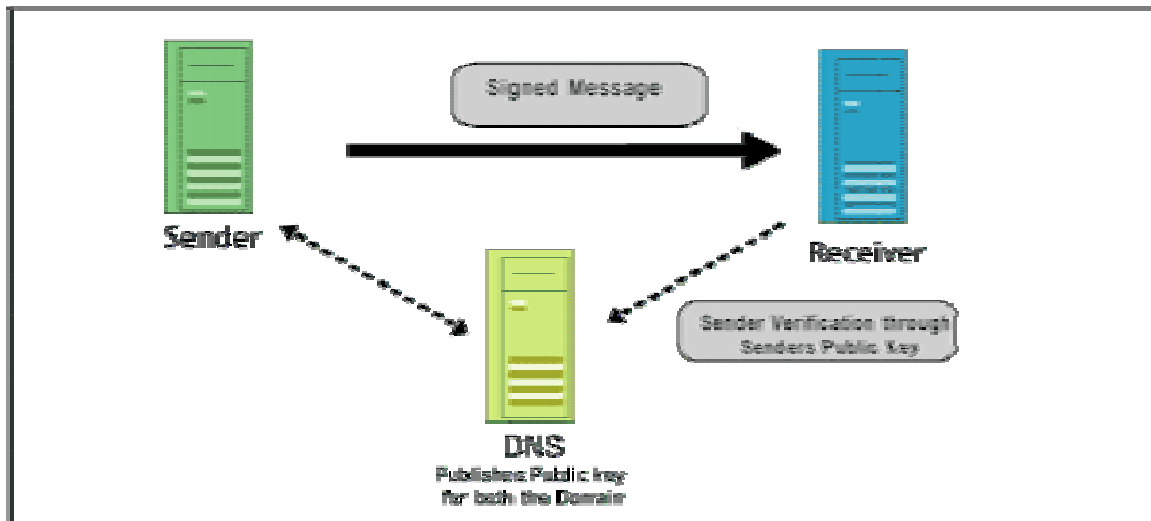 Signed Message
Sender
Receiver
Sender Verification through
Senders Public Key
DNS
Publishes Public key
for both the Domain